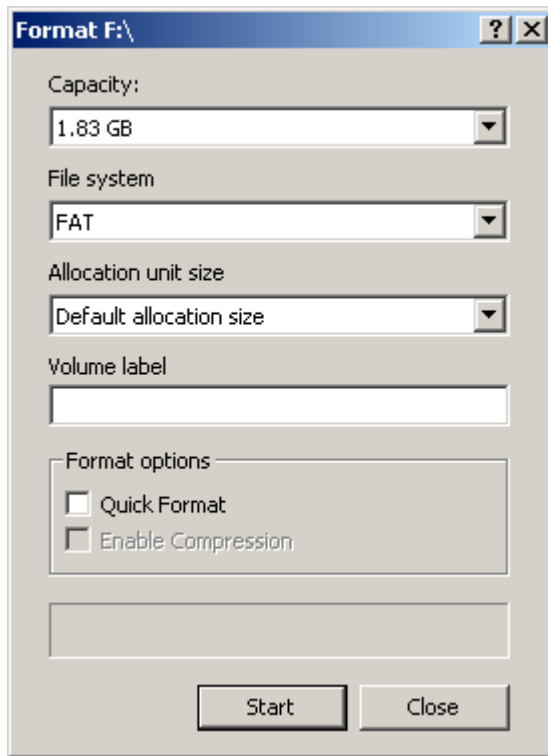 Format F:\
?
Capacity:
1.83 GB
File system
FAT
Allocation unit size
Default allocation size
Volume label
Format options
Quick Format
Enable Compression
Start Close